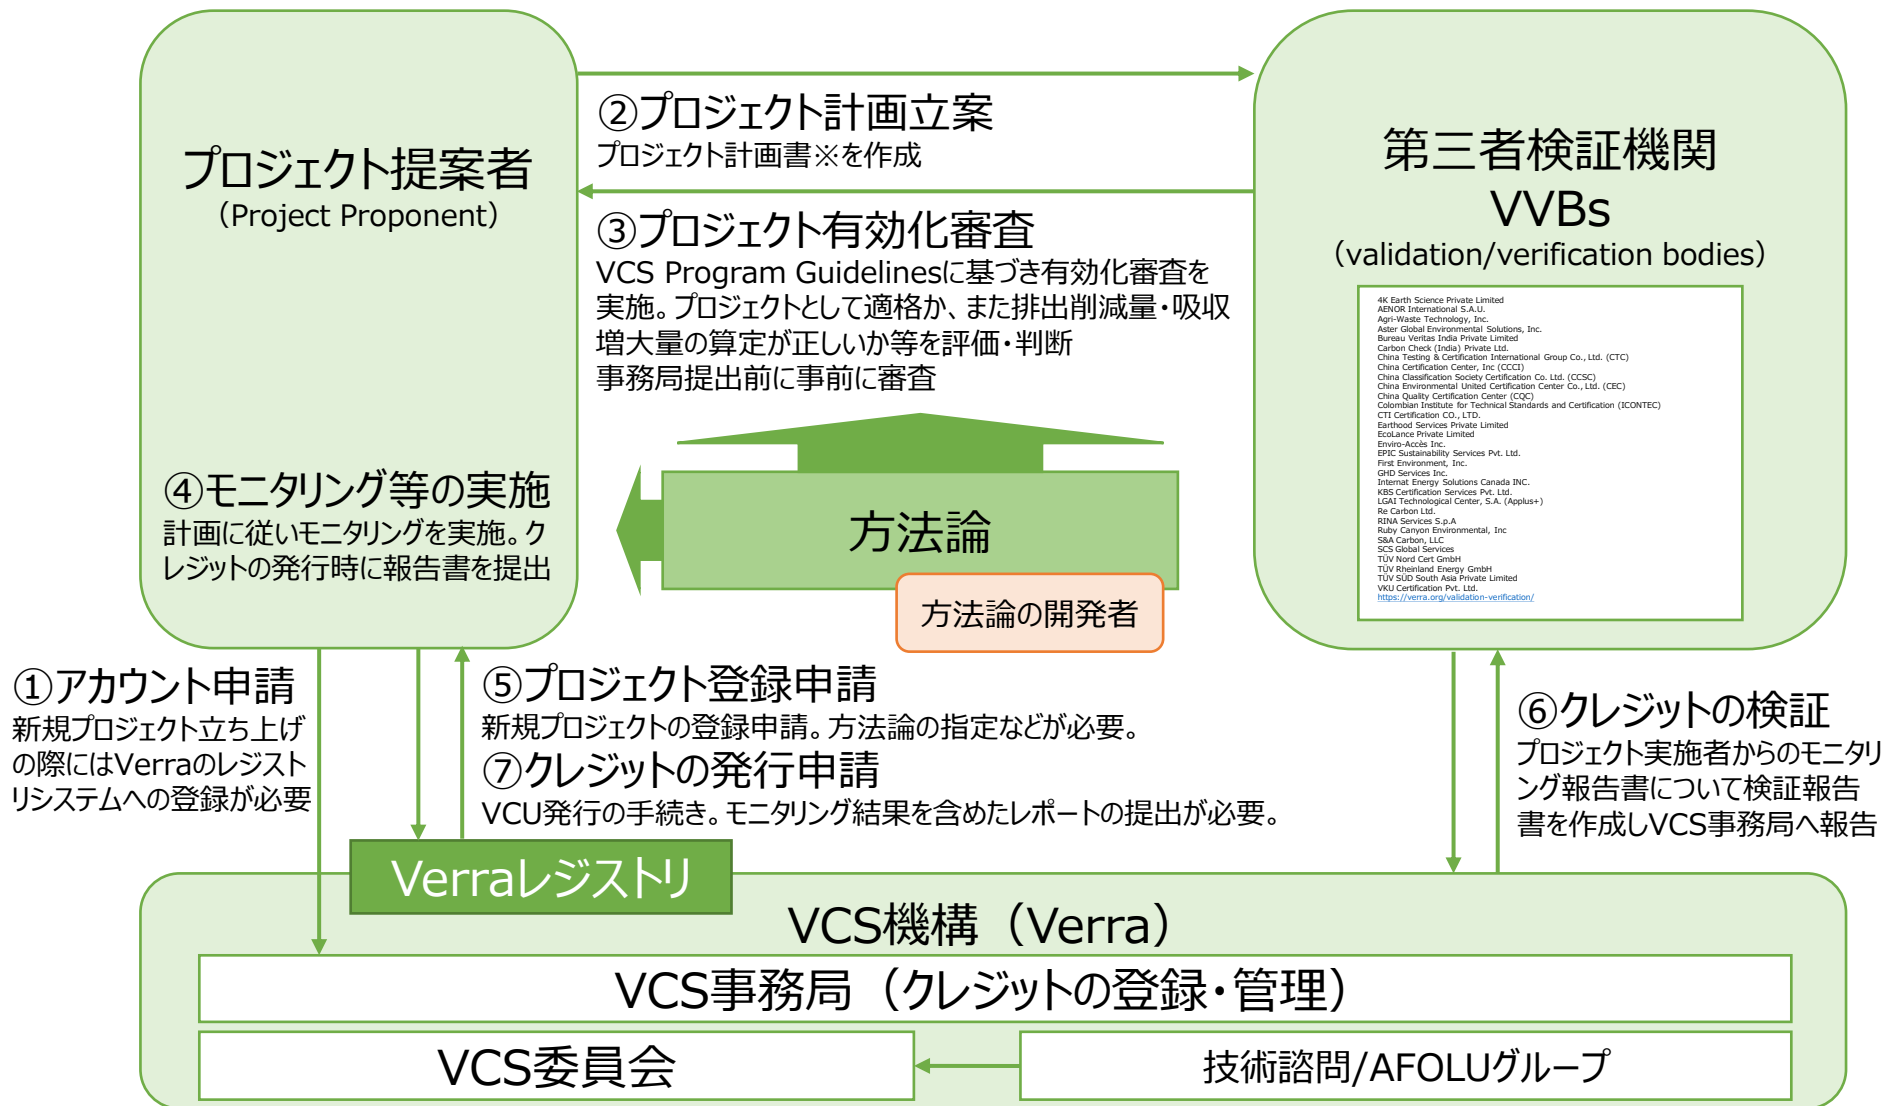 プロジェクト提案者
（Project Proponent）
②プロジェクト計画立案
プロジェクト計画書※を作成
③プロジェクト有効化審査
VCS Program Guidelinesに基づき有効化審査を
実施。プロジェクトとして適格か、また排出削減量・吸収
増大量の算定が正しいか等を評価・判断
事務局提出前に事前に審査
第三者検証機関
VVBs
（validation/verification bodies）
4K Earth Science Private Limited
AENOR International S.A.U.
Agri-Waste Technology, Inc.
Aster Global Environmental Solutions, Inc.
Bureau Veritas India Private Limited
Carbon Check (India) Private Ltd.
China Testing & Certification International Group Co., Ltd. (CTC)
China Certification Center, Inc (CCCI)
China Classification Society Certification Co. Ltd. (CCSC)
China Environmental United Certification Center Co., Ltd. (CEC)
China Quality Certification Center (CQC)
Colombian Institute for Technical Standards and Certification (ICONTEC)
CTI Certification CO., LTD.
Earthood Services Private Limited
EcoLance Private Limited
Enviro-Accès Inc.
EPIC Sustainability Services Pvt. Ltd.
First Environment, Inc.
GHD Services Inc.
Internat Energy Solutions Canada INC.
KBS Certification Services Pvt. Ltd.
LGAI Technological Center, S.A. (Applus+)
Re Carbon Ltd.
RINA Services S.p.A
Ruby Canyon Environmental, Inc
S&A Carbon, LLC
SCS Global Services
TÜV Nord Cert GmbH
TÜV Rheinland Energy GmbH
TÜV SÜD South Asia Private Limited
VKU Certification Pvt. Ltd.
https://verra.org/validation-verification/
④モニタリング等の実施
計画に従いモニタリングを実施。ク
レジットの発行時に報告書を提出
方法論
方法論の開発者
①アカウント申請
新規プロジェクト立ち上げ
の際にはVerraのレジスト
リシステムへの登録が必要
⑤プロジェクト登録申請
新規プロジェクトの登録申請。方法論の指定などが必要。
⑦クレジットの発行申請
VCU発行の手続き。モニタリング結果を含めたレポートの提出が必要。
⑥クレジットの検証
プロジェクト実施者からのモニタリ
ング報告書について検証報告
書を作成しVCS事務局へ報告
Verraレジストリ
VCS機構（Verra）
VCS事務局（クレジットの登録・管理）
VCS委員会
技術諮問/AFOLUグループ